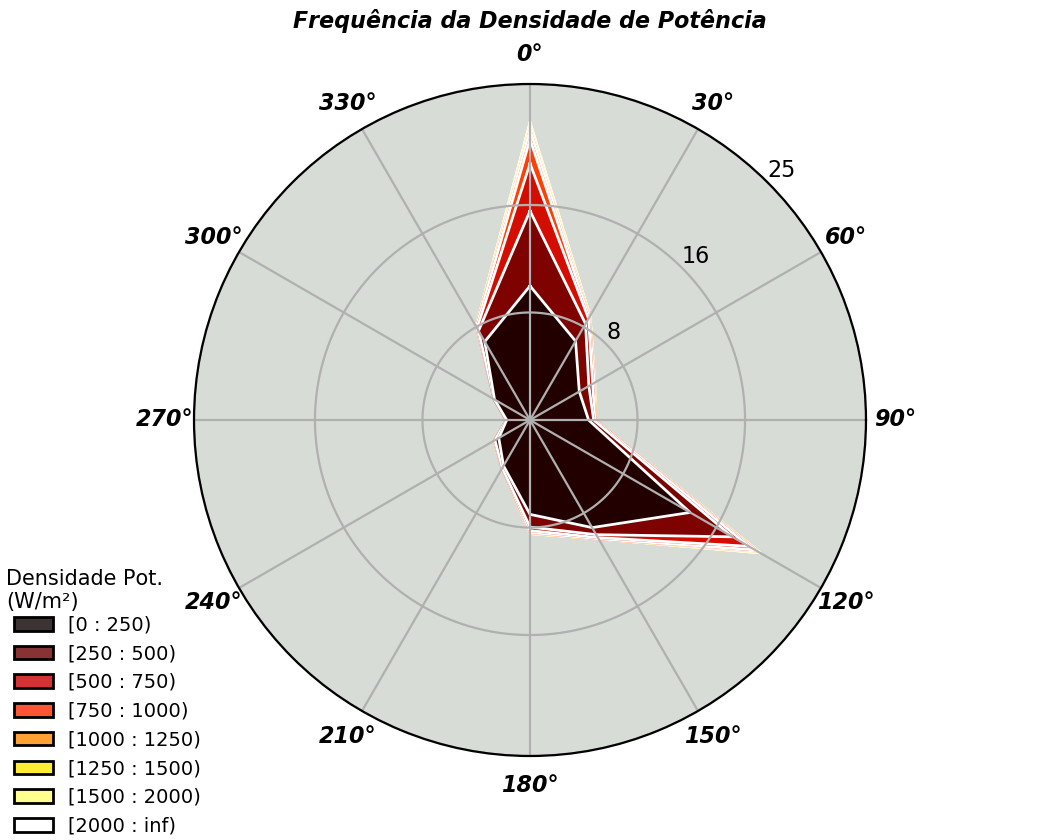 Frequência da Densidade de Potência
0°
330°
30°
25
300°
60°
16
8
270°
90°
240°
120°
210°
150°
180°
Densidade Pot.
(W/m²)
[0 : 250)
[250 : 500)
[500 : 750)
[750 : 1000)
[1000 : 1250)
[1250 : 1500)
[1500 : 2000)
[2000 : inf)